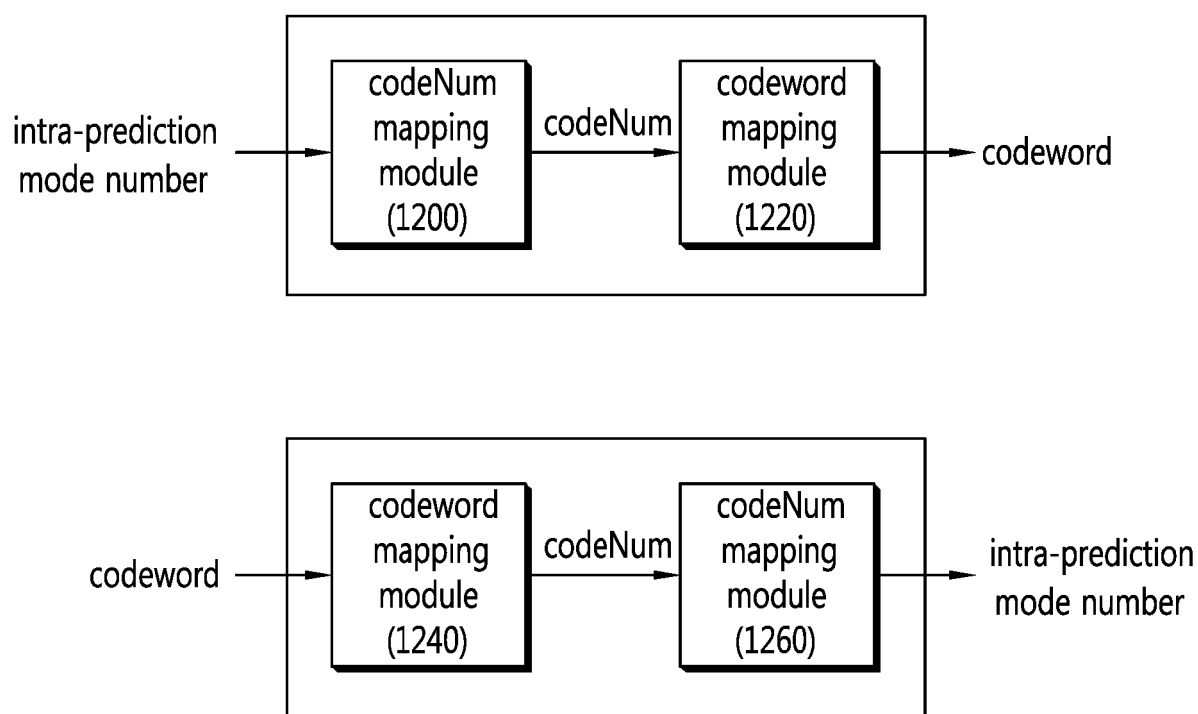 intra-prediction
mode number
codeNum
mapping
module
(1200)
codeNum
codeword
mapping
module
(1220)
codeword
codeword
codeword
mapping
module
(1240)
codeNum
codeNum
mapping
module
(1260)
intra-prediction
mode number